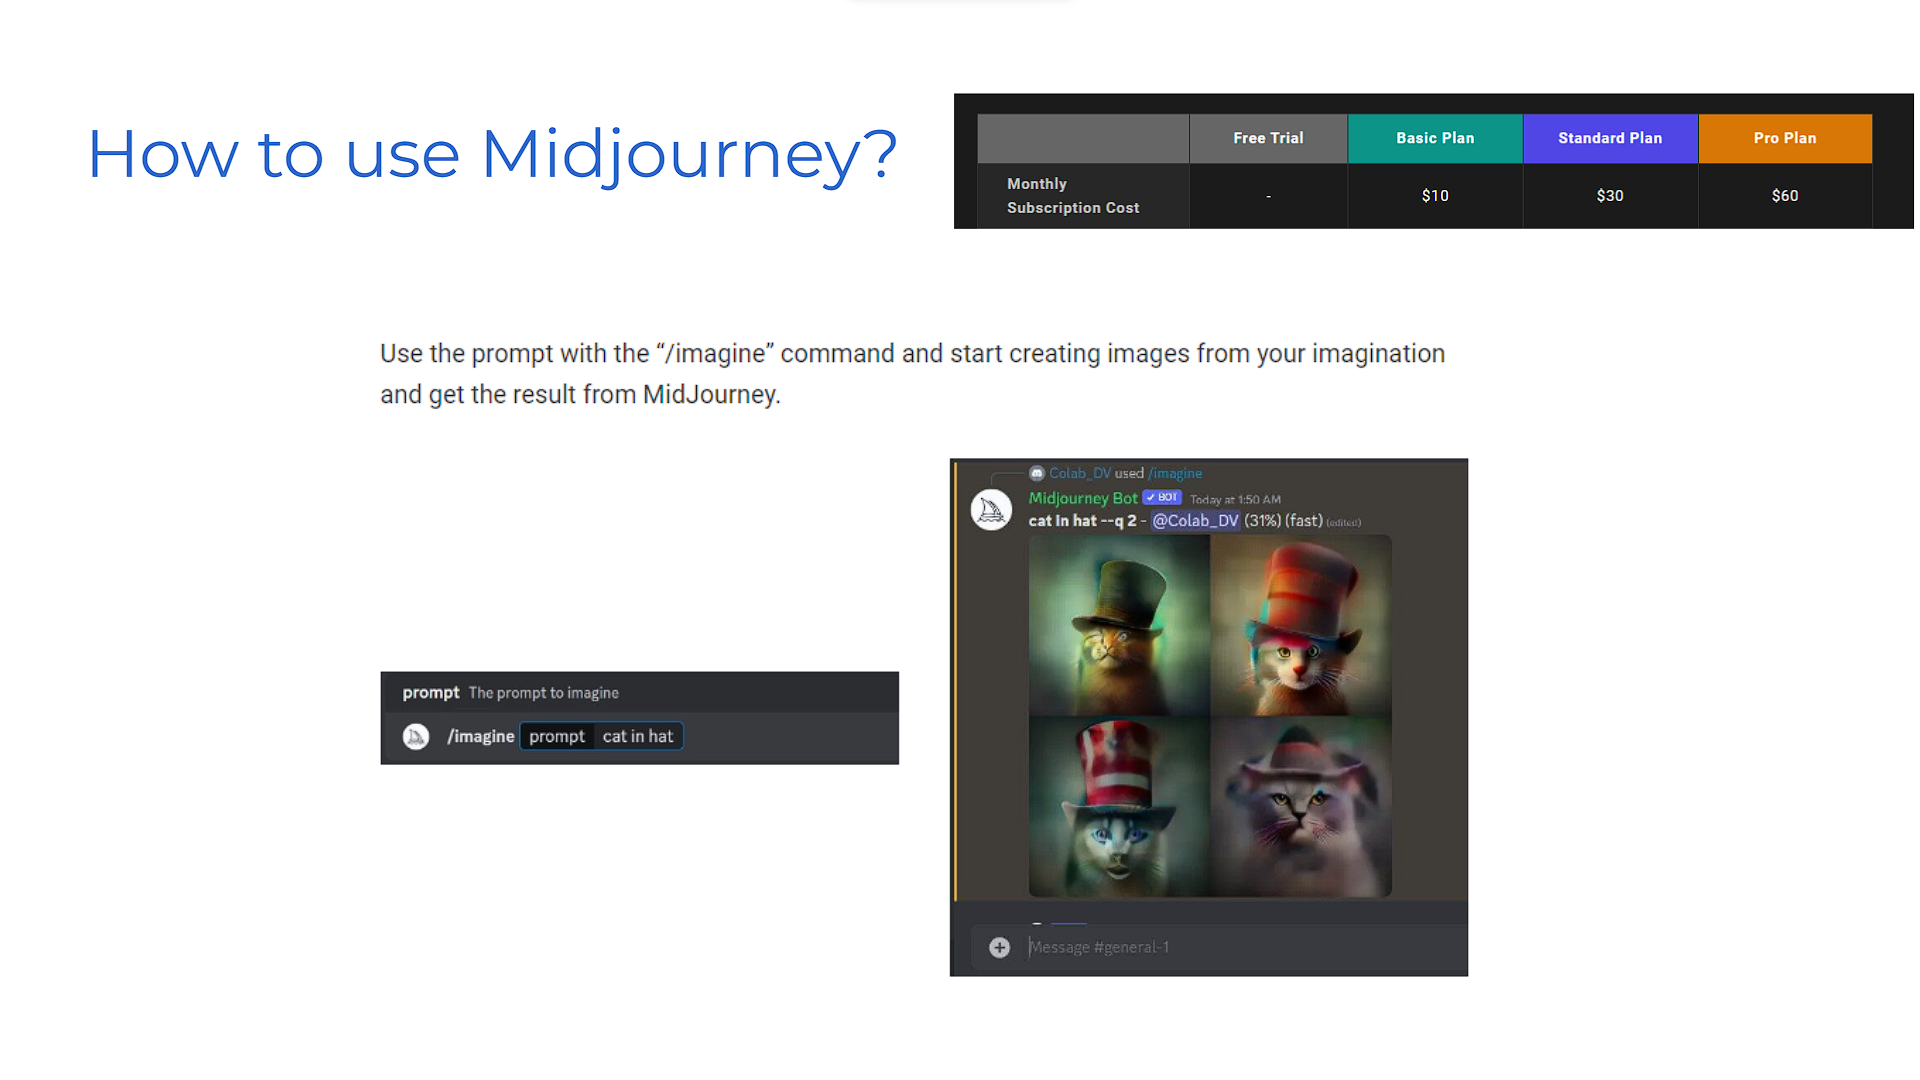 How to use Midjourney?
Free Trial Basic Plan Standard Plan Pro Plan
Monthly
Subscription Cost - $10 $30 $60
Use the prompt with the “/imagine” command and start creating images from your imagination
and get the result from MidJourney.
prompt The prompt to imagine
/imagine prompt cat in hat
Colab_DV used /imagine
Midjourney Bot ✓ BOT Today at 1:50 AM
cat in hat --q 2 - @Colab_DV (31%) (fast) (edited)
Message #general-1